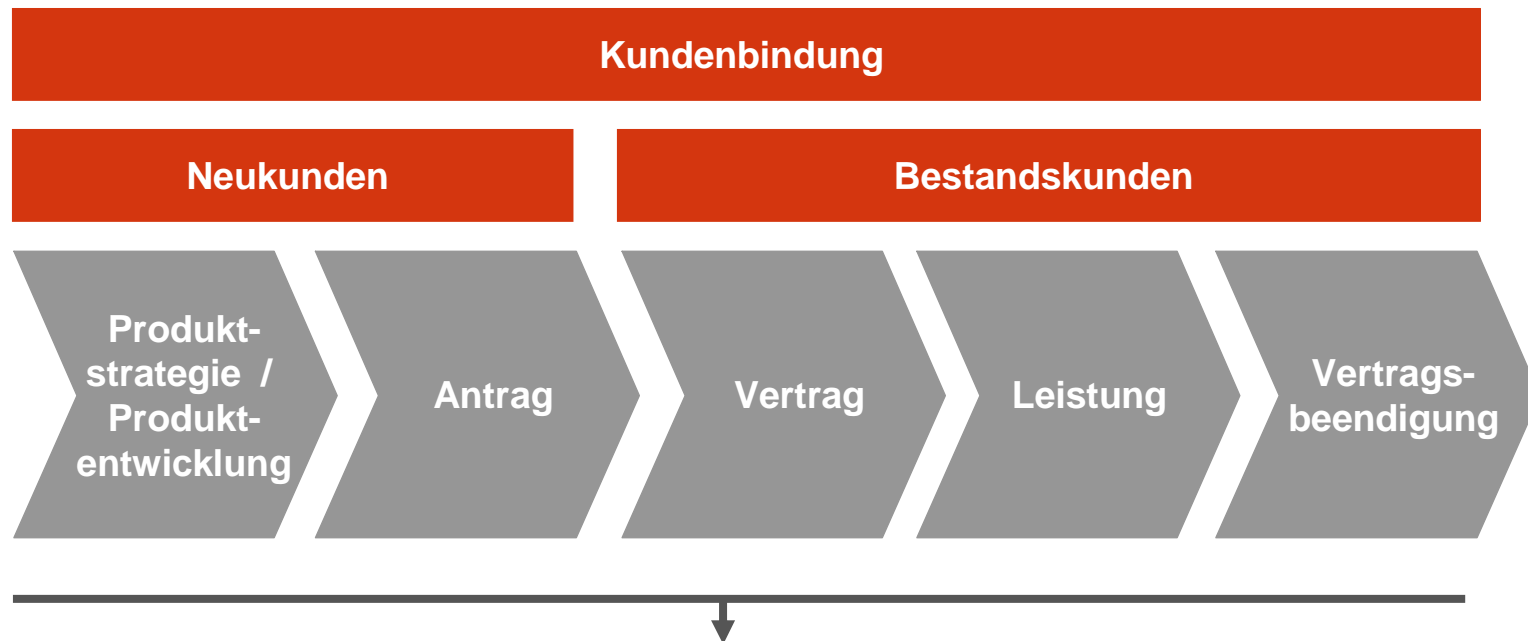 Kundenbindung
Neukunden
Bestandskunden
Produkt-
strategie /
Produkt-
entwicklung
Antrag
Vertrag
Leistung
Vertrags-
beendigung